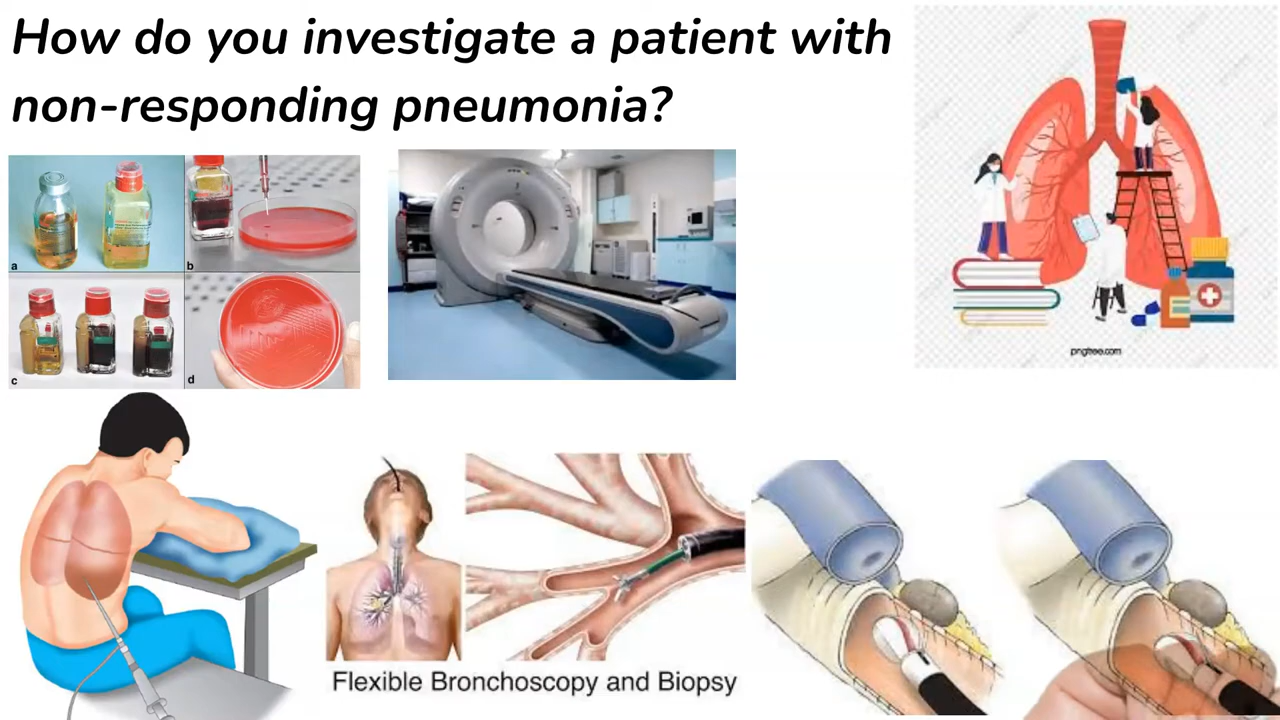 How do you investigate a patient with
non-responding pneumonia?
a
b
c
d
pngtree.com
Flexible Bronchoscopy and Biopsy